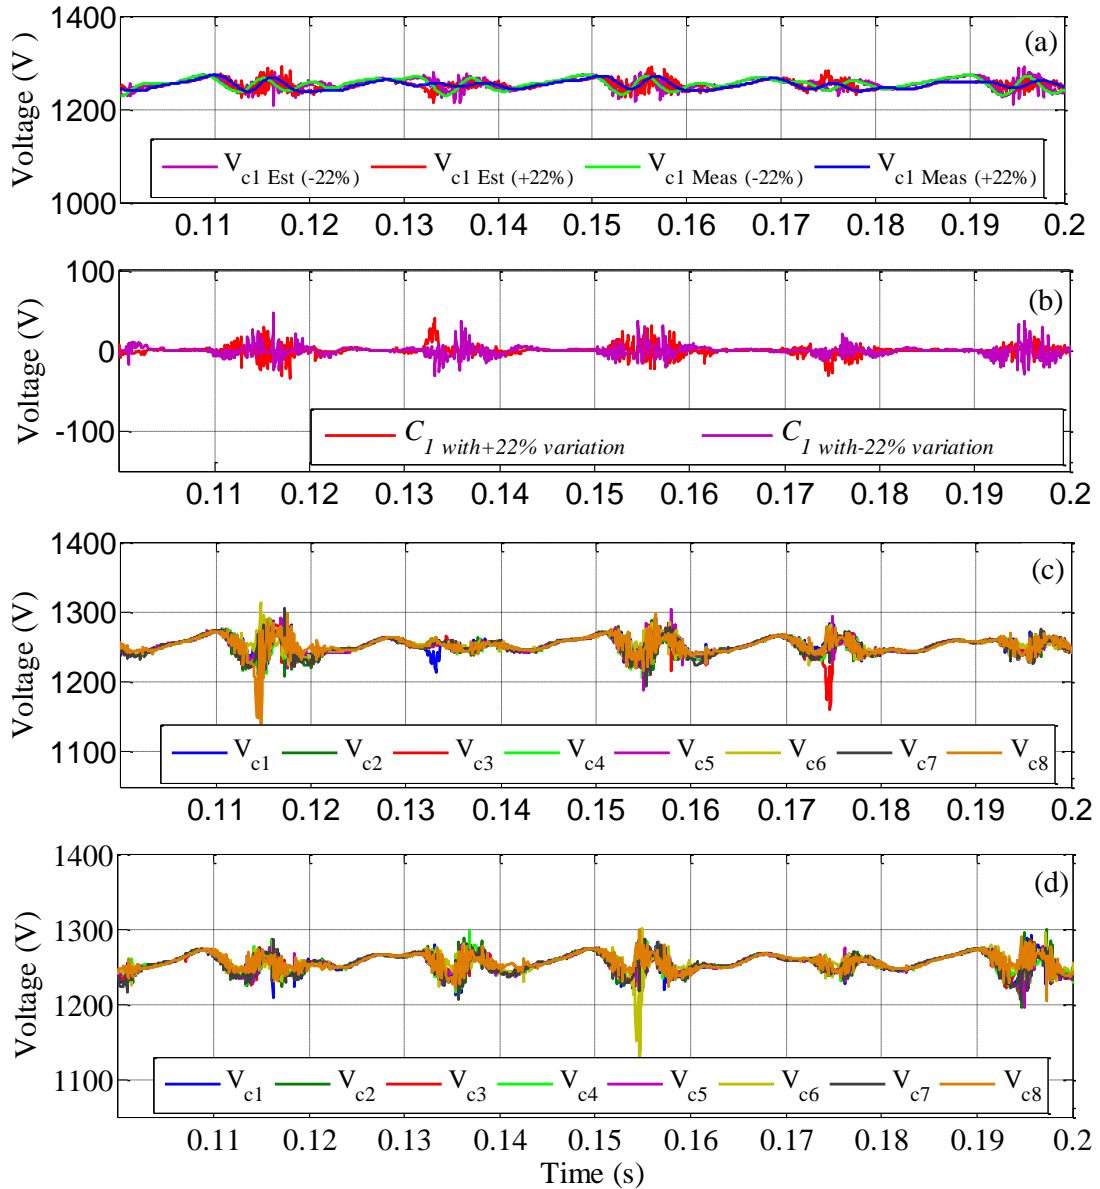 1400
1200
1000
Voltage (V )
(a)
V c1 Est (-22%) V c1 Est (+22%) V c1 Meas (-22%) V c1 Meas (+22%)
0.11 0.12 0.13 0.14 0.15 0.16 0.17 0.18 0.19 0.2
100
0
-100
Voltage (V)
(b)
C 1 with+22% variation C 1 with-22% variation
0.11 0.12 0.13 0.14 0.15 0.16 0.17 0.18 0.19 0.2
1400
1300
1200
1100
Voltage (V)
(c)
V c1 V c2 V c3 V c4 V c5 V c6 V c7 V c8
0.11 0.12 0.13 0.14 0.15 0.16 0.17 0.18 0.19 0.2
1400
1300
1200
1100
Voltage (V)
(d)
V c1 V c2 V c3 V c4 V c5 V c6 V c7 V c8
0.11 0.12 0.13 0.14 0.15 0.16 0.17 0.18 0.19 0.2
Time (s)